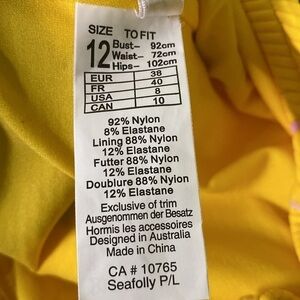 SIZE TO FIT
12 Bust– 92cm
Waist– 72cm
Hips– 102cm
EUR 38
FR 40
USA 8
CAN 10
92% Nylon
8% Elastane
Lining 88% Nylon
12% Elastane
Futter 88% Nylon
12% Elastane
Doublure 88% Nylon
12% Elastane
Exclusive of trim
Ausgenommen der Besatz
Hormis les accessoires
Designed in Australia
Made in China
CA # 10765
Seafolly P/L